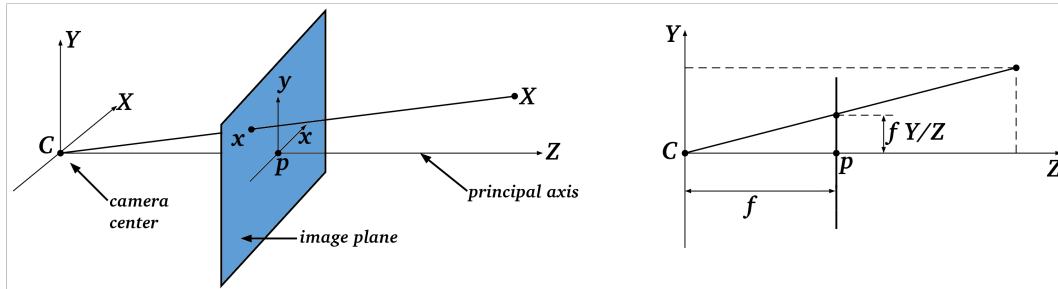 Y
X
C
x
y
x
p
X
Z
camera
center
principal axis
image plane
Y
C
p
f Y/Z
Z
f